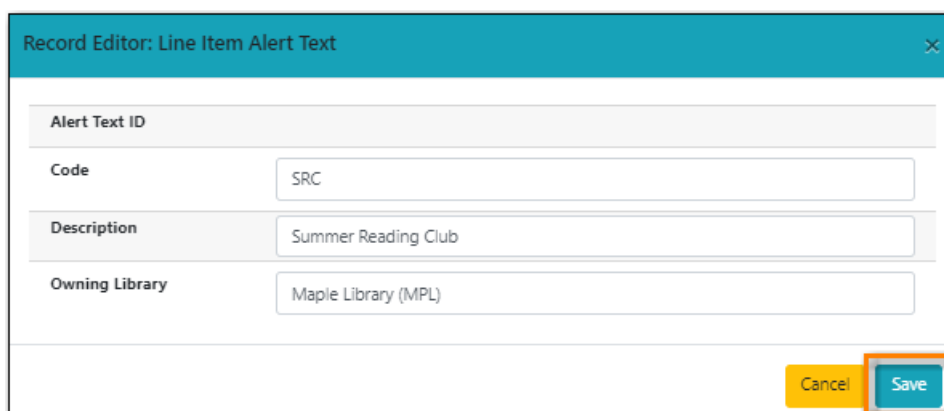 Record Editor: Line Item Alert Text ×
Alert Text ID
Code SRC
Description Summer Reading Club
Owning Library Maple Library (MPL)
Cancel Save